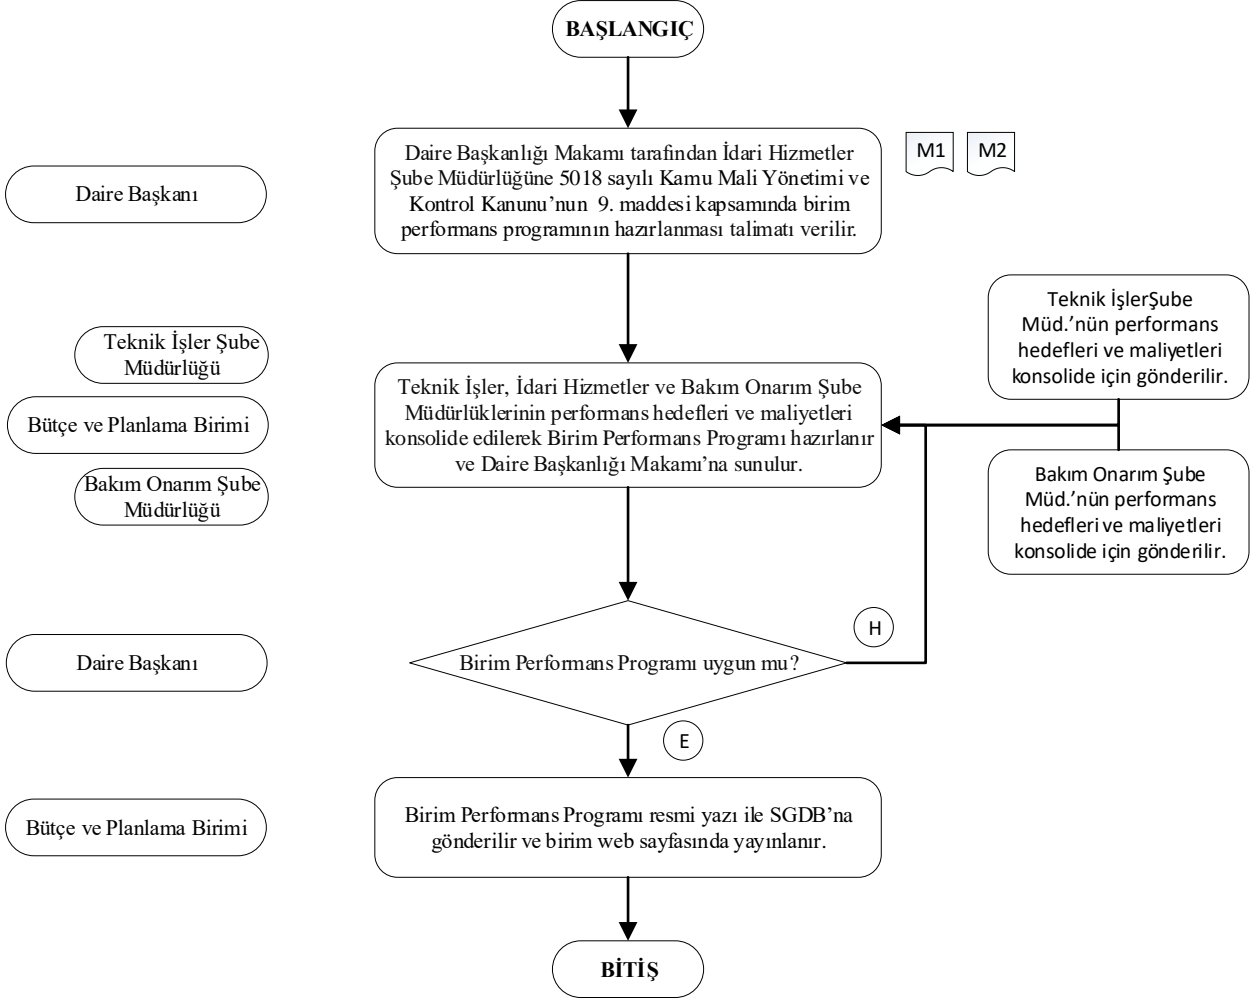 BAŞLANGIÇ
Daire Başkanlığı Makamı tarafından İdari Hizmetler
Şube Müdürlüğüne 5018 sayılı Kamu Mali Yönetimi ve
Kontrol Kanunu’nun 9. maddesi kapsamında birim
performans programının hazırlanması talimatı verilir.
M1
M2
Daire Başkanı
Teknik İşlerŞube
Müd.’nün performans
hedefleri ve maliyetleri
konsolide için gönderilir.
Teknik İşler Şube
Müdürlüğü
Bütçe ve Planlama Birimi
Bakım Onarım Şube
Müdürlüğü
Teknik İşler, İdari Hizmetler ve Bakım Onarım Şube
Müdürlüklerinin performans hedefleri ve maliyetleri
konsolide edilerek Birim Performans Programı hazırlanır
ve Daire Başkanlığı Makamı’na sunulur.
Bakım Onarım Şube
Müd.’nün performans
hedefleri ve maliyetleri
konsolide için gönderilir.
H
Daire Başkanı
Birim Performans Programı uygun mu?
E
Bütçe ve Planlama Birimi
Birim Performans Programı resmi yazı ile SGDB’na
gönderilir ve birim web sayfasında yayınlanır.
BİTİŞ